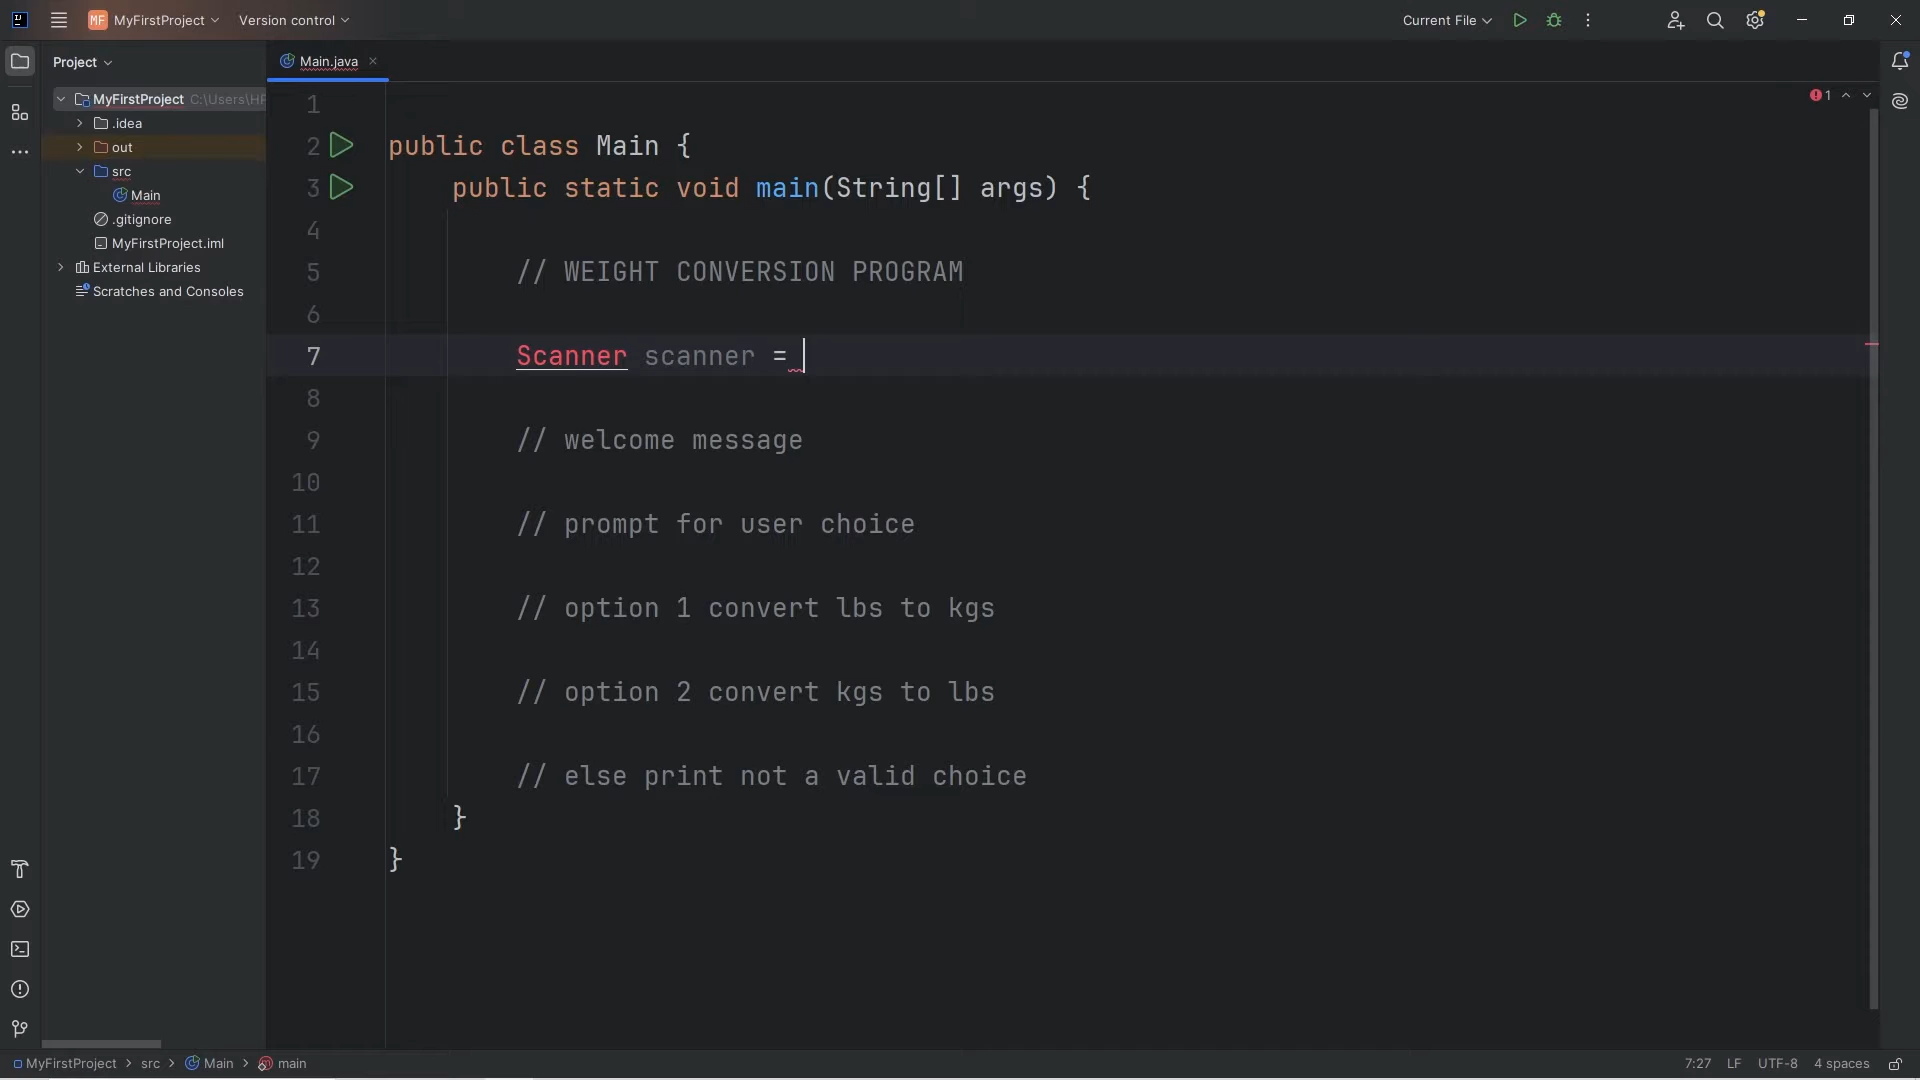 MF MyFirstProject Version control Current File
Project Main.java
MyFirstProject C:\Users\HP
.idea
out
src
Main
.gitignore
MyFirstProject.iml
External Libraries
Scratches and Consoles
1
1
2 public class Main {
3 public static void main(String[] args) {
4
5 // WEIGHT CONVERSION PROGRAM
6
7 Scanner scanner =
8
9 // welcome message
10
11 // prompt for user choice
12
13 // option 1 convert lbs to kgs
14
15 // option 2 convert kgs to lbs
16
17 // else print not a valid choice
18 }
19 }
MyFirstProject > src > Main > main 7:27 LF UTF-8 4 spaces